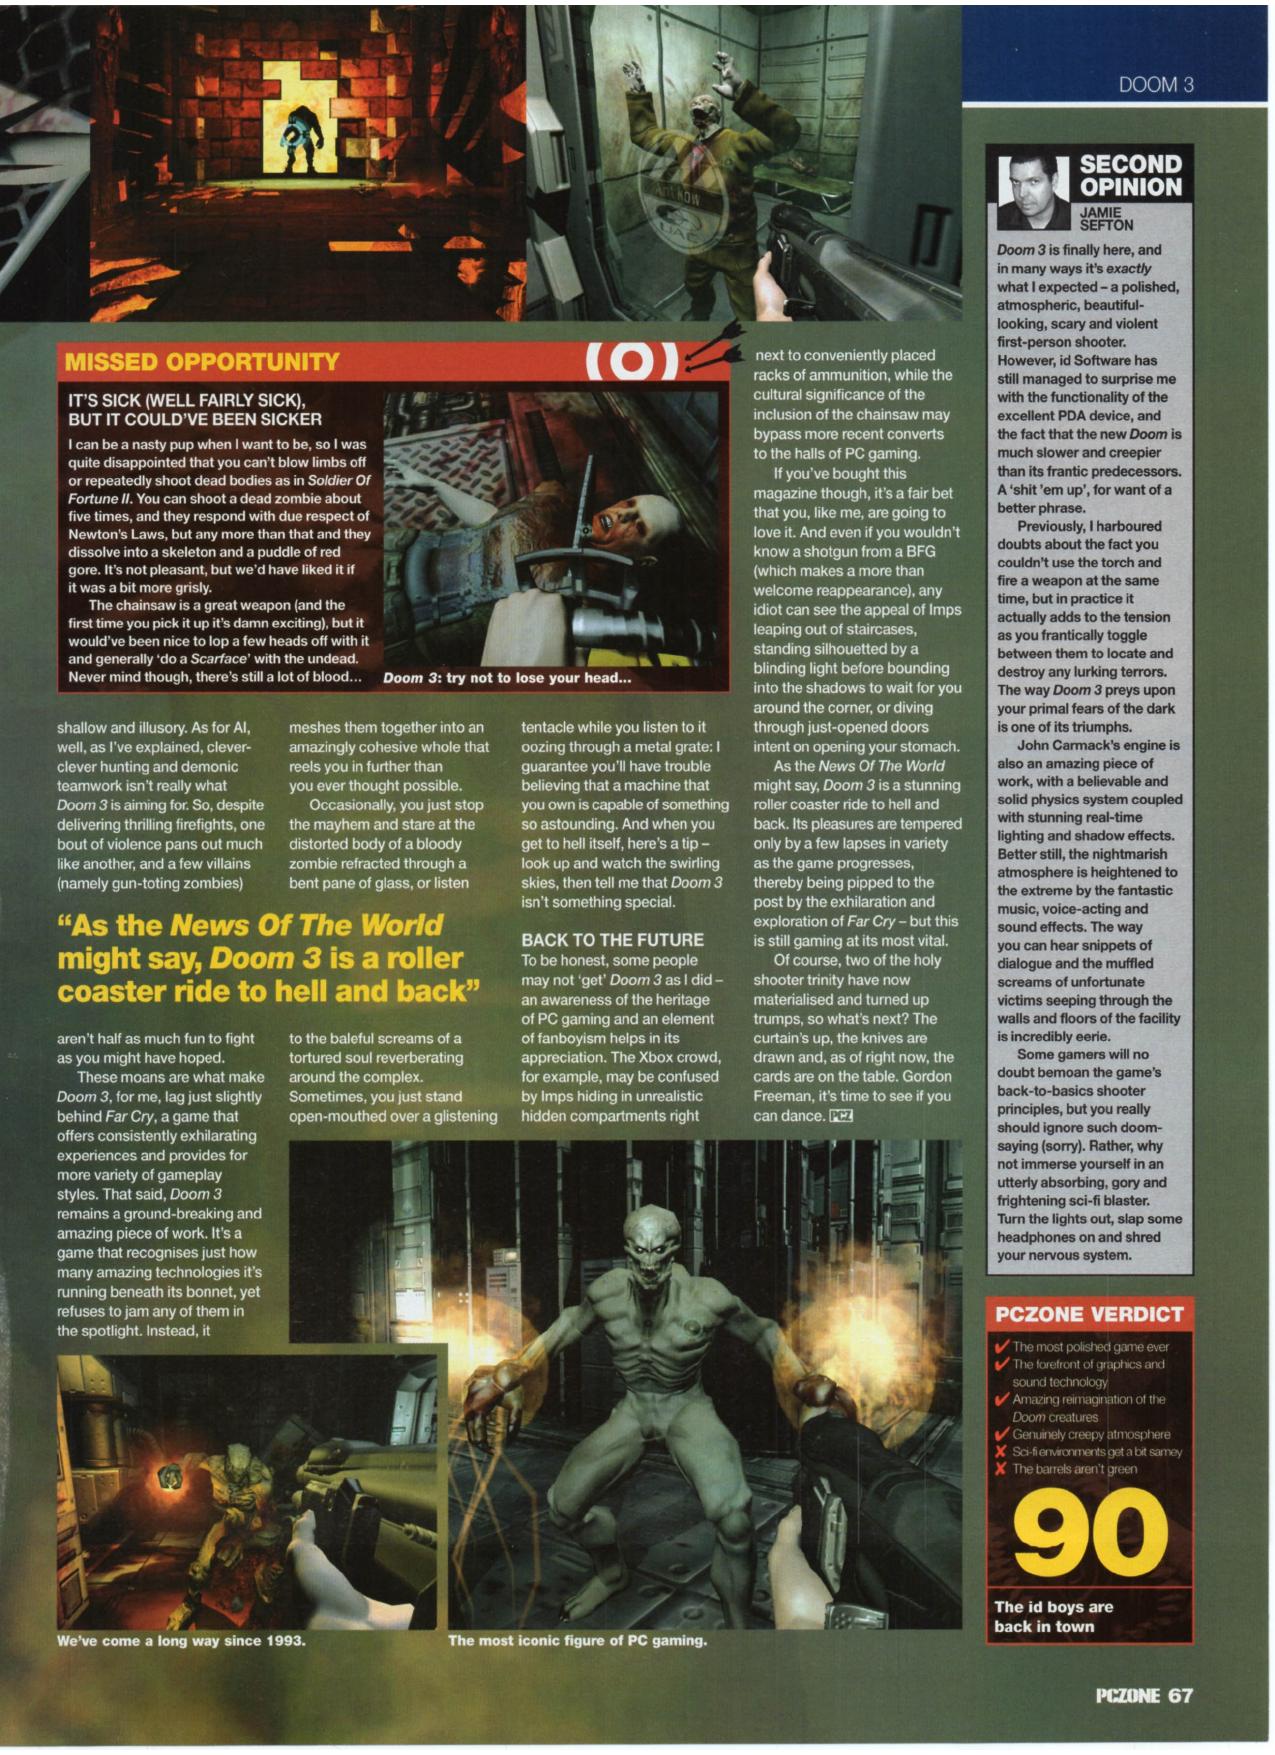 DOOM 3
MISSED OPPORTUNITY
IT'S SICK (WELL FAIRLY SICK),
BUT IT COULD'VE BEEN SICKER
I can be a nasty pup when I want to be, so I was
quite disappointed that you can't blow limbs off
or repeatedly shoot dead bodies as in Soldier Of
Fortune II. You can shoot a dead zombie about
five times, and they respond with due respect of
Newton's Laws, but any more than that and they
dissolve into a skeleton and a puddle of red
gore. It's not pleasant, but we'd have liked it if
it was a bit more grisly.
The chainsaw is a great weapon (and the
first time you pick it up it's damn exciting), but it
would've been nice to lop a few heads off with it
and generally 'do a Scarface' with the undead.
Never mind though, there's still a lot of blood...
Doom 3: try not to lose your head...
shallow and illusory. As for AI,
well, as I've explained, clever-
clever hunting and demonic
teamwork isn't really what
Doom 3 is aiming for. So, despite
delivering thrilling firefights, one
bout of violence pans out much
like another, and a few villains
(namely gun-toting zombies)
"As the News Of The World
might say, Doom 3 is a roller
coaster ride to hell and back"
aren't half as much fun to fight
as you might have hoped.
These moans are what make
Doom 3, for me, lag just slightly
behind Far Cry, a game that
offers consistently exhilarating
experiences and provides for
more variety of gameplay
styles. That said, Doom 3
remains a ground-breaking and
amazing piece of work. It's a
game that recognises just how
many amazing technologies it's
running beneath its bonnet, yet
refuses to jam any of them in
the spotlight. Instead, it
meshes them together into an
amazingly cohesive whole that
reels you in further than
you ever thought possible.
Occasionally, you just stop
the mayhem and stare at the
distorted body of a bloody
zombie refracted through a
bent pane of glass, or listen
to the baleful screams of a
tortured soul reverberating
around the complex.
Sometimes, you just stand
open-mouthed over a glistening
tentacle while you listen to it
oozing through a metal grate: I
guarantee you'll have trouble
believing that a machine that
you own is capable of something
so astounding. And when you
get to hell itself, here's a tip –
look up and watch the swirling
skies, then tell me that Doom 3
isn't something special.
BACK TO THE FUTURE
To be honest, some people
may not 'get' Doom 3 as I did –
an awareness of the heritage
of PC gaming and an element
of fanboyism helps in its
appreciation. The Xbox crowd,
for example, may be confused
by Imps hiding in unrealistic
hidden compartments right
next to conveniently placed
racks of ammunition, while the
cultural significance of the
inclusion of the chainsaw may
bypass more recent converts
to the halls of PC gaming.
If you've bought this
magazine though, it's a fair bet
that you, like me, are going to
love it. And even if you wouldn't
know a shotgun from a BFG
(which makes a more than
welcome reappearance), any
idiot can see the appeal of Imps
leaping out of staircases,
standing silhouetted by a
blinding light before bounding
into the shadows to wait for you
around the corner, or diving
through just-opened doors
intent on opening your stomach.
As the News Of The World
might say, Doom 3 is a stunning
roller coaster ride to hell and
back. Its pleasures are tempered
only by a few lapses in variety
as the game progresses,
thereby being pipped to the
post by the exhilaration and
exploration of Far Cry – but this
is still gaming at its most vital.
Of course, two of the holy
shooter trinity have now
materialised and turned up
trumps, so what's next? The
curtain's up, the knives are
drawn and, as of right now, the
cards are on the table. Gordon
Freeman, it's time to see if you
can dance. PCZ
We've come a long way since 1993.
The most iconic figure of PC gaming.
UAC
SECOND
OPINION
JAMIE
SEFTON
Doom 3 is finally here, and
in many ways it's exactly
what I expected – a polished,
atmospheric, beautiful-
looking, scary and violent
first-person shooter.
However, id Software has
still managed to surprise me
with the functionality of the
excellent PDA device, and
the fact that the new Doom is
much slower and creepier
than its frantic predecessors.
A 'shit 'em up', for want of a
better phrase.
Previously, I harboured
doubts about the fact you
couldn't use the torch and
fire a weapon at the same
time, but in practice it
actually adds to the tension
as you frantically toggle
between them to locate and
destroy any lurking terrors.
The way Doom 3 preys upon
your primal fears of the dark
is one of its triumphs.
John Carmack's engine is
also an amazing piece of
work, with a believable and
solid physics system coupled
with stunning real-time
lighting and shadow effects.
Better still, the nightmarish
atmosphere is heightened to
the extreme by the fantastic
music, voice-acting and
sound effects. The way
you can hear snippets of
dialogue and the muffled
screams of unfortunate
victims seeping through the
walls and floors of the facility
is incredibly eerie.
Some gamers will no
doubt bemoan the game's
back-to-basics shooter
principles, but you really
should ignore such doom-
saying (sorry). Rather, why
not immerse yourself in an
utterly absorbing, gory and
frightening sci-fi blaster.
Turn the lights out, slap some
headphones on and shred
your nervous system.
PCZONE VERDICT
The most polished game ever
The forefront of graphics and
sound technology
Amazing reimagination of the
Doom creatures
Genuinely creepy atmosphere
Sci-fi environments get a bit samey
The barrels aren't green
90
The id boys are
back in town
PCZONE 67